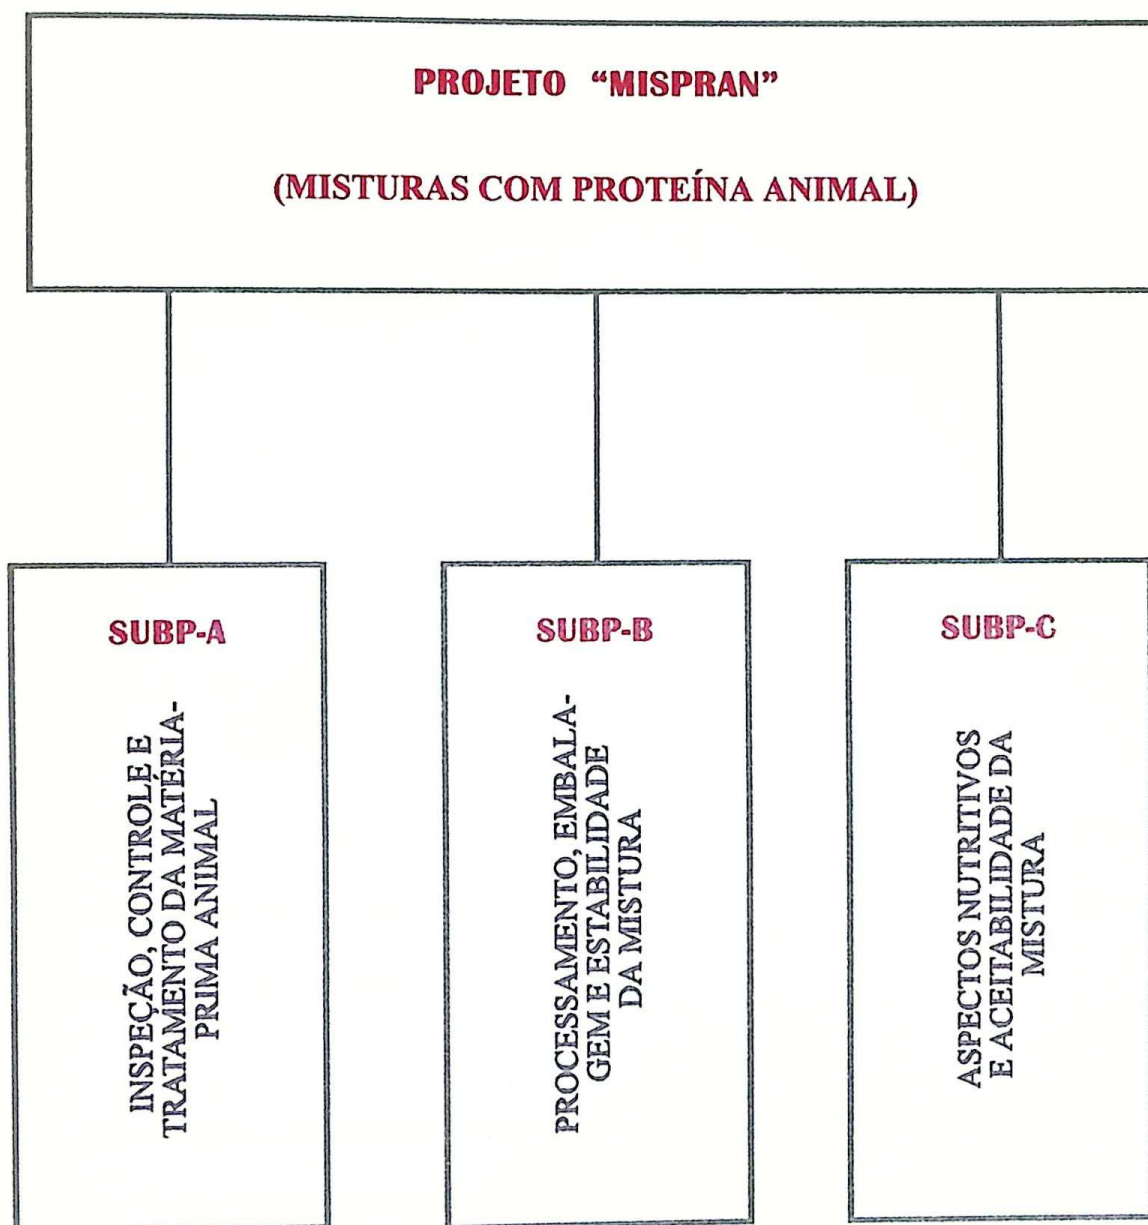 PROJETO “MISPRAN”
(MISTURAS COM PROTEÍNA ANIMAL)
SUBP-A
INSPEÇÃO, CONTROLE E
TRATAMENTO DA MATÉRIA-
PRIMA ANIMAL
SUBP-B
PROCESSAMENTO, EMBALA-
GEM E ESTABILIDADE
DA MISTURA
SUBP-C
ASPECTOS NUTRITIVOS
E ACEITABILIDADE DA
MISTURA